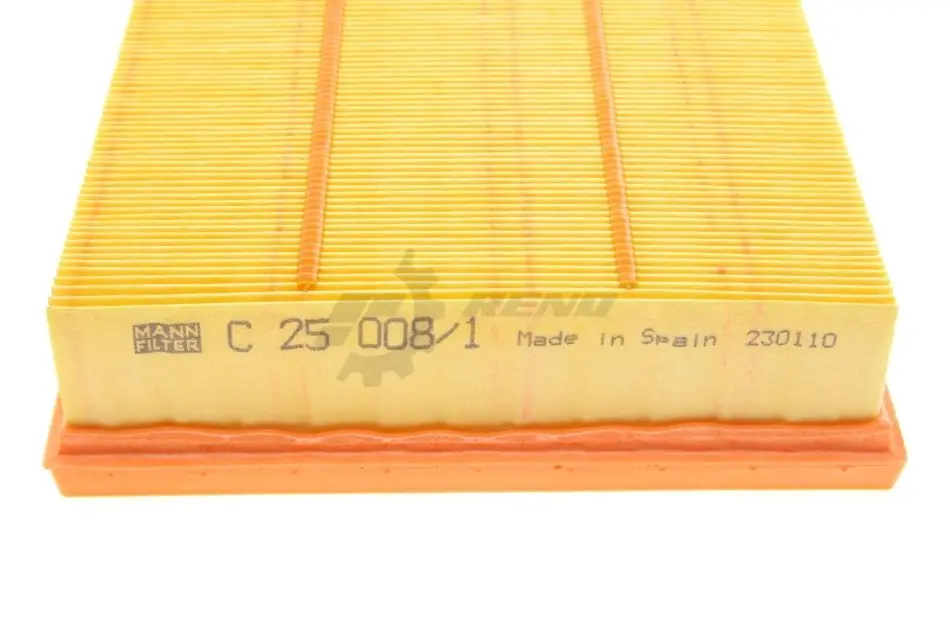 RENO
MANN
FILTER
C 25 008/1 Made in Spain 230110